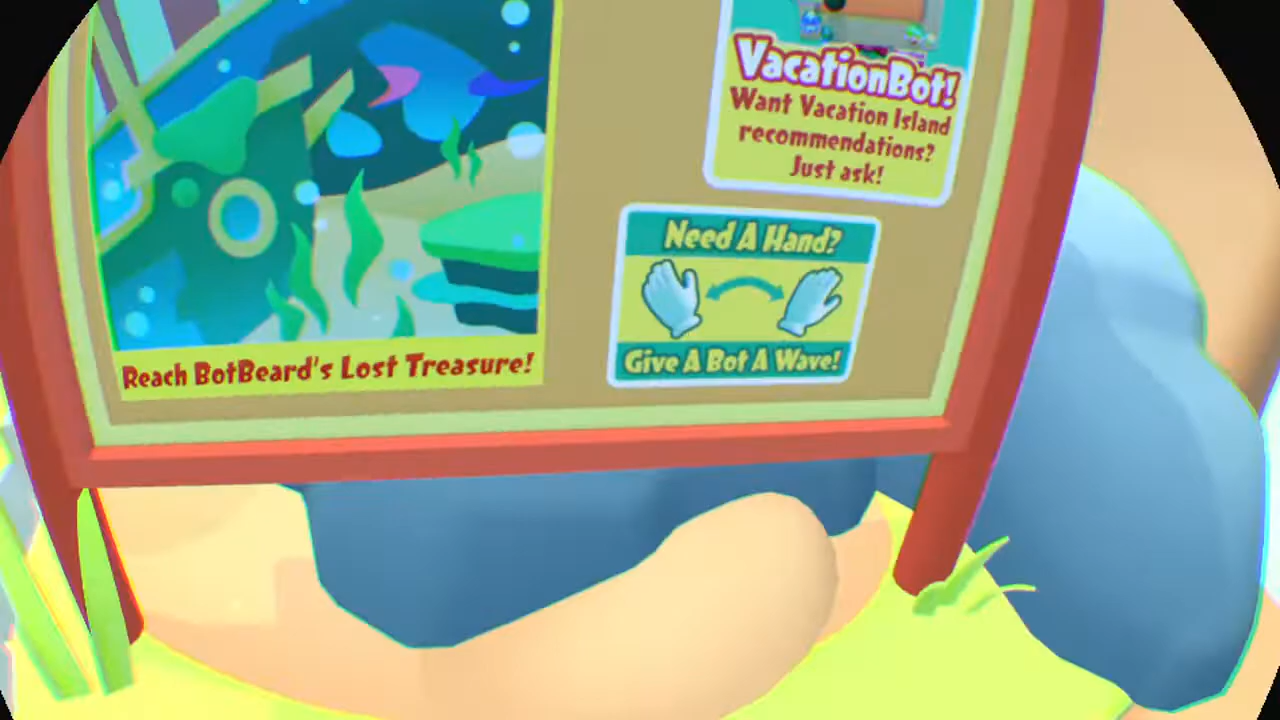 VacationBot!
Want Vacation Island
recommendations?
Just ask!
Need A Hand?
Give A Bot A Wave!
Reach BotBeard's Lost Treasure!